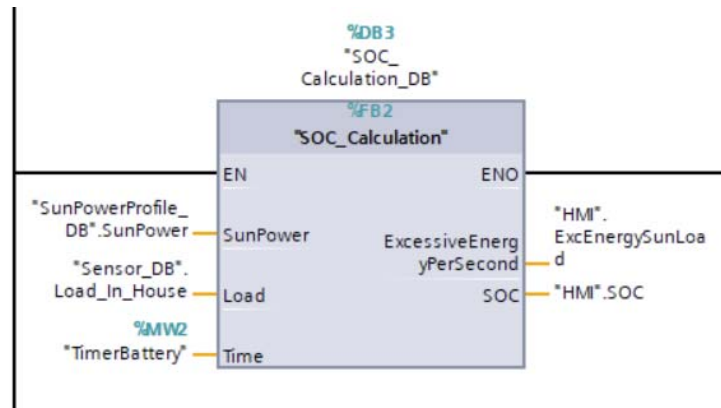 %DB3
"SOC_
Calculation_DB"
%FB2
"SOC_Calculation"
EN
ENO
"SunPowerProfile_
DB".SunPower
SunPower
ExcessiveEnerg
yPerSecond
"HMI".
ExcEnergySunLoa
d
"Sensor_DB".
Load_In_House
Load
SOC
"HMI".SOC
%MW2
"TimerBattery"
Time